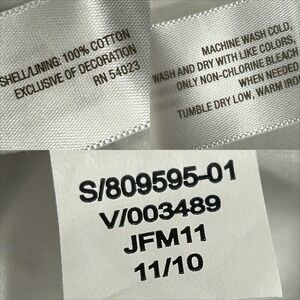 SHELL/LINING: 100% COTTON
EXCLUSIVE OF DECORATION
RN 54023
MACHINE WASH COLD,
WASH AND DRY WITH LIKE COLORS,
ONLY NON-CHLORINE BLEACH
WHEN NEEDED
TUMBLE DRY LOW, WARM IRO
S/809595-01
V/003489
JFM11
11/10